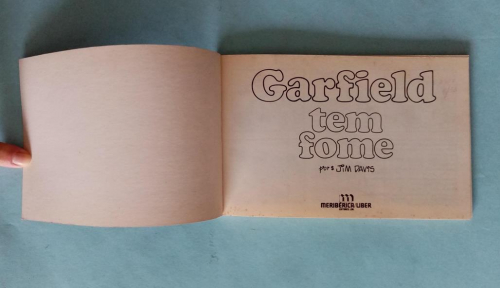 Garfield
tem
fome
por: JIM DAVIS
MERIBERICA/LIBER